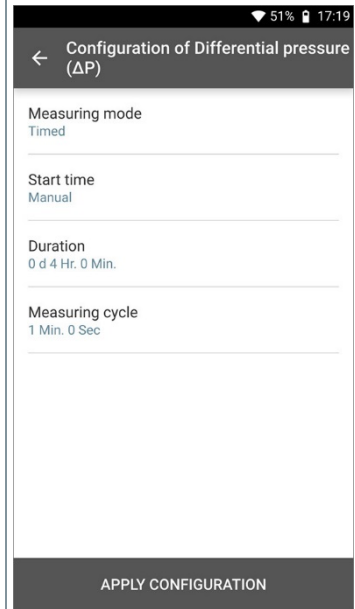 51% 17:19
Configuration of Differential pressure
(ΔP)
Measuring mode
Timed
Start time
Manual
Duration
0 d 4 Hr. 0 Min.
Measuring cycle
1 Min. 0 Sec
APPLY CONFIGURATION